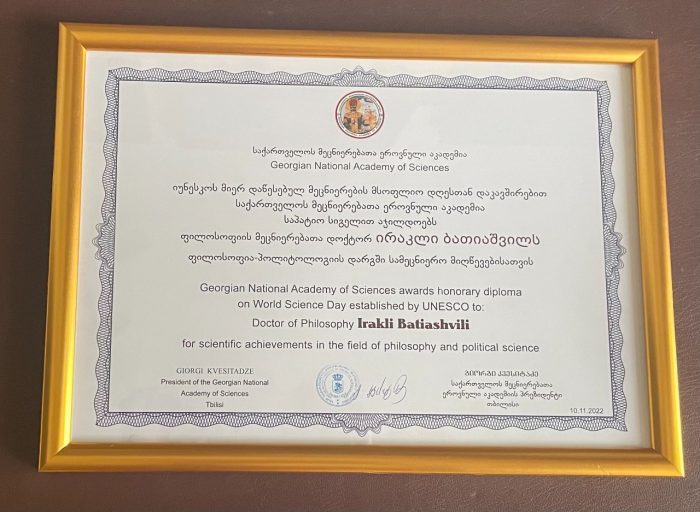 საქართველოს მეცნიერებათა ეროვნული აკადემია
Georgian National Academy of Sciences
იუნესკოს მიერ დაწესებულ მეცნიერების მსოფლიო დღესთან დაკავშირებით
საქართველოს მეცნიერებათა ეროვნული აკადემია
საპატიო სიგელით აჯილდოებს
ფილოსოფიის მეცნიერებათა დოქტორ ირაკლი ბათიაშვილს
ფილოსოფია-პოლიტოლოგიის დარგში სამეცნიერო მიღწევებისათვის
Georgian National Academy of Sciences awards honorary diploma
on World Science Day established by UNESCO to:
Doctor of Philosophy Irakli Batiashvili
for scientific achievements in the field of philosophy and political science
GIORGI KVESITADZE
President of the Georgian National
Academy of Sciences
Tbilisi
გიორგი კვესიტაძე
საქართველოს მეცნიერებათა
ეროვნული აკადემიის პრეზიდენტი
თბილისი
10.11.2022